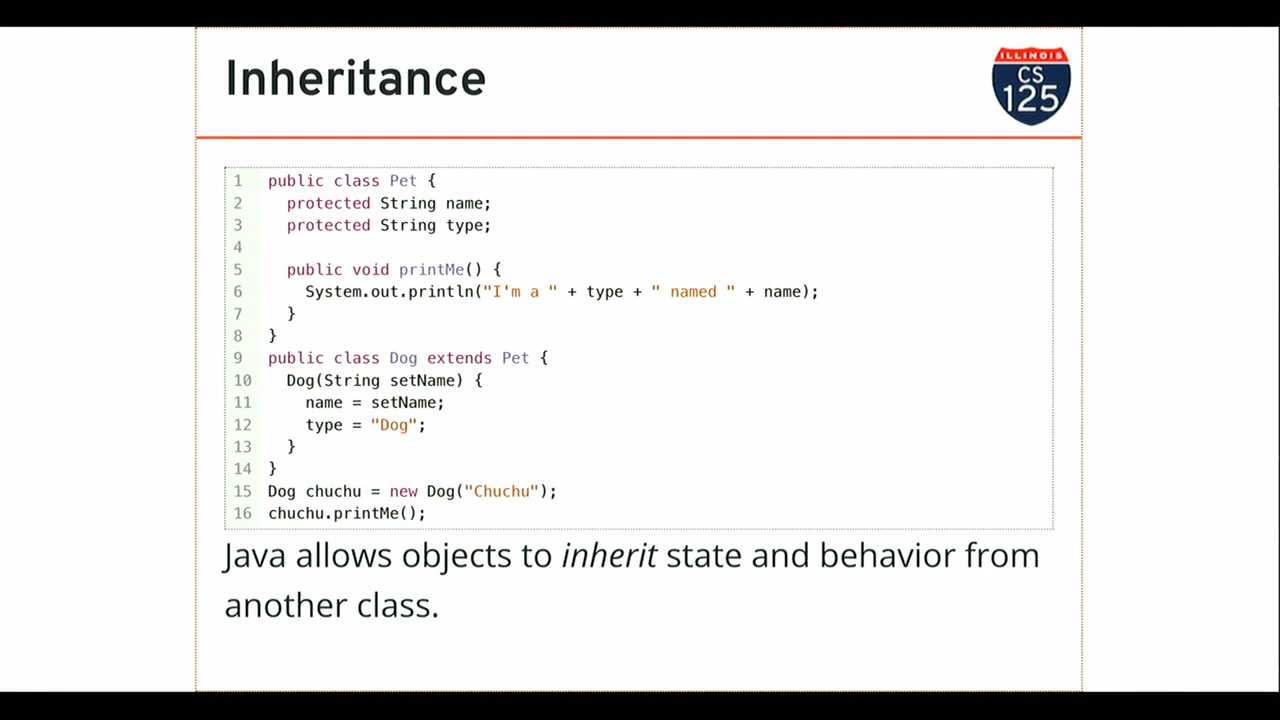 Inheritance
ILLINOIS
CS
125
1 public class Pet {
2   protected String name;
3   protected String type;
4
5   public void printMe() {
6     System.out.println("I'm a " + type + " named " + name);
7   }
8 }
9 public class Dog extends Pet {
10   Dog(String setName) {
11     name = setName;
12     type = "Dog";
13   }
14 }
15 Dog chuchu = new Dog("Chuchu");
16 chuchu.printMe();
Java allows objects to inherit state and behavior from
another class.